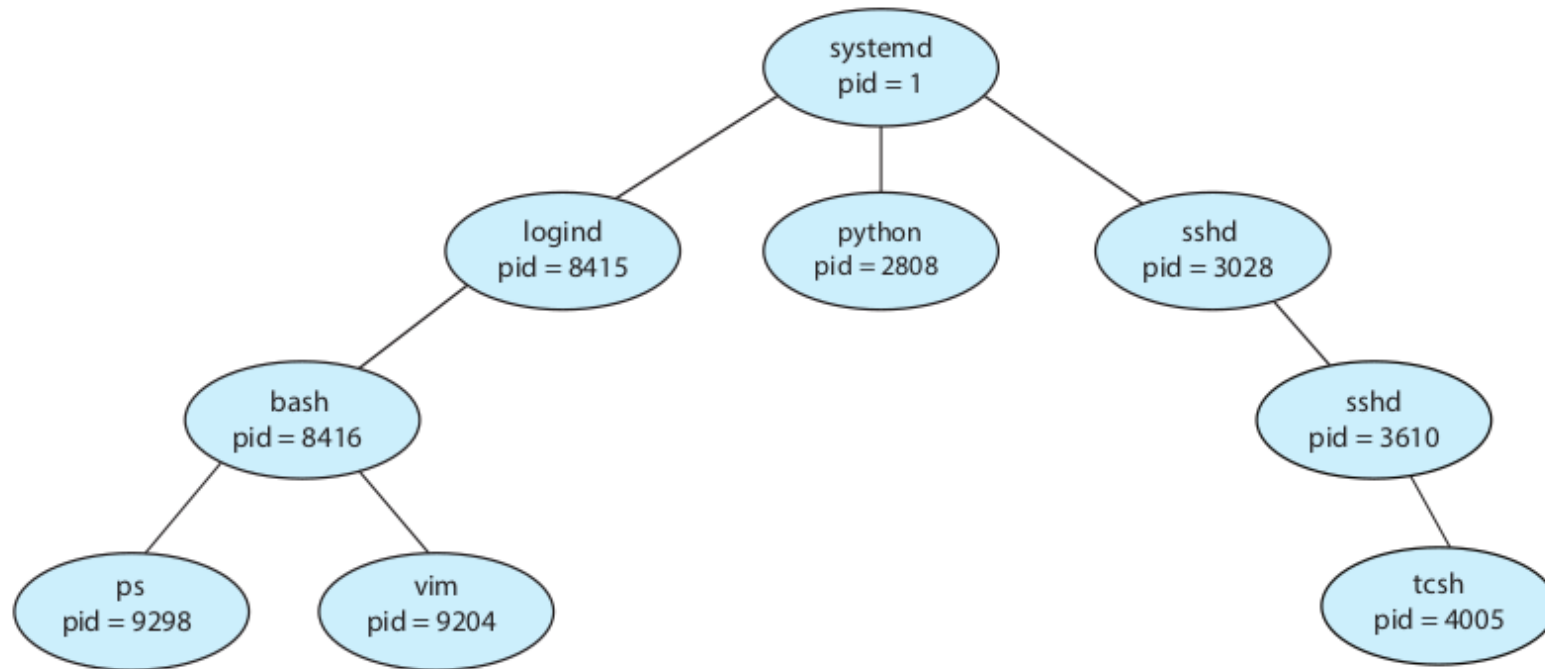 systemd
pid = 1
logind
pid = 8415
python
pid = 2808
sshd
pid = 3028
bash
pid = 8416
sshd
pid = 3610
ps
pid = 9298
vim
pid = 9204
tcsh
pid = 4005